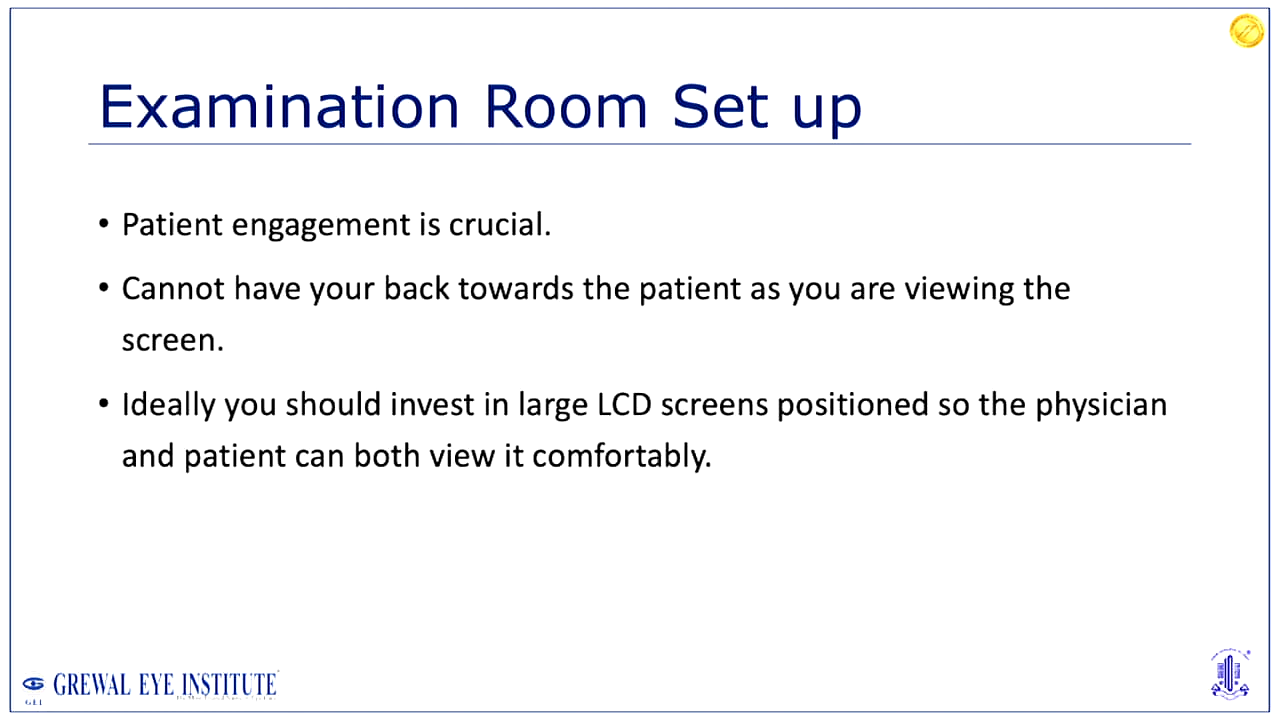 Examination Room Set up
• Patient engagement is crucial.
• Cannot have your back towards the patient as you are viewing the
screen.
• Ideally you should invest in large LCD screens positioned so the physician
and patient can both view it comfortably.
GREWAL EYE INSTITUTE
GEI